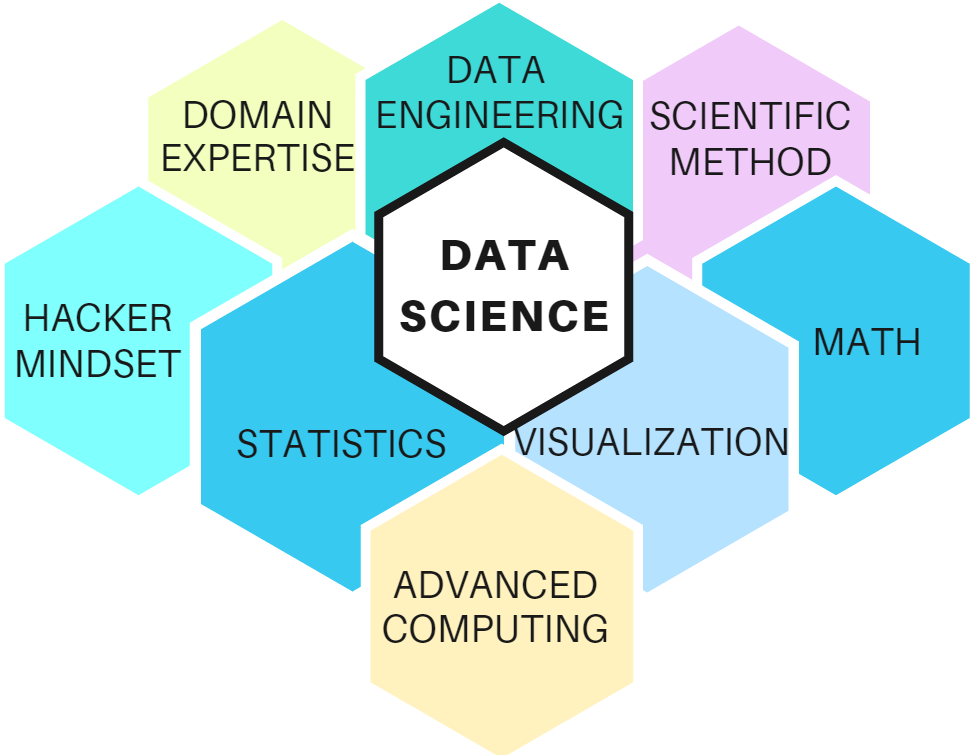 DATA
ENGINEERING
DOMAIN
EXPERTISE
SCIENTIFIC
METHOD
DATA
SCIENCE
HACKER
MINDSET
MATH
STATISTICS
VISUALIZATION
ADVANCED
COMPUTING